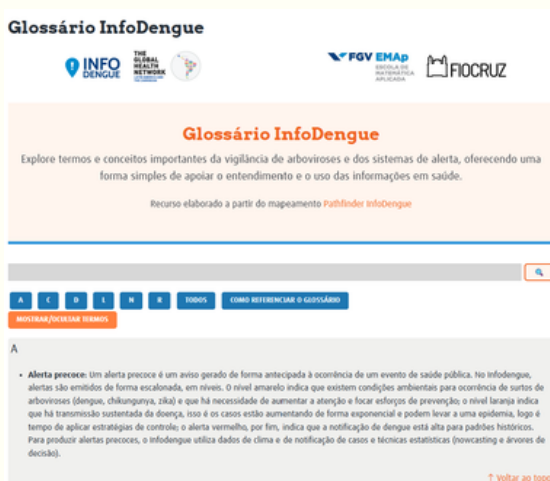 Glossário InfoDengue
INFO
DENGUE
THE
GLOBAL
HEALTH
NETWORK
FGV EMAp
ESCOLA DE
MATEMÁTICA
APLICADA
FIOCRUZ
Glossário InfoDengue
Explore termos e conceitos importantes da vigilância de arboviroses e dos sistemas de alerta, oferecendo uma
forma simples de apoiar o entendimento e o uso das informações em saúde.
Recurso elaborado a partir do mapeamento Pathfinder InfoDengue
A C D E N R TODOS COMO REFERENCIAR O GLOSSÁRIO
MOSTRAR/OCULTAR TERMOS
A
• Alerta precoce: Um alerta precoce é um aviso gerado de forma antecipada à ocorrência de um evento de saúde pública. No Infodengue,
alertas são emitidos de forma escalonada, em níveis. O nível amarelo indica que existem condições ambientais para ocorrência de surtos de
arboviroses (dengue, chikungunya, zika) e que há necessidade de aumentar a atenção e focar esforços de prevenção; o nível laranja indica
que há transmissão sustentada da doença, isso é os casos estão aumentando de forma exponencial e podem levar a uma epidemia, logo é
tempo de aplicar estratégias de controle; o alerta vermelho, por fim, indica que a notificação de dengue está alta para padrões históricos.
Para produzir alertas precoces, o Infodengue utiliza dados de clima e de notificação de casos e técnicas estatísticas (nowcasting e árvores de
decisão).
↑ Voltar ao topo